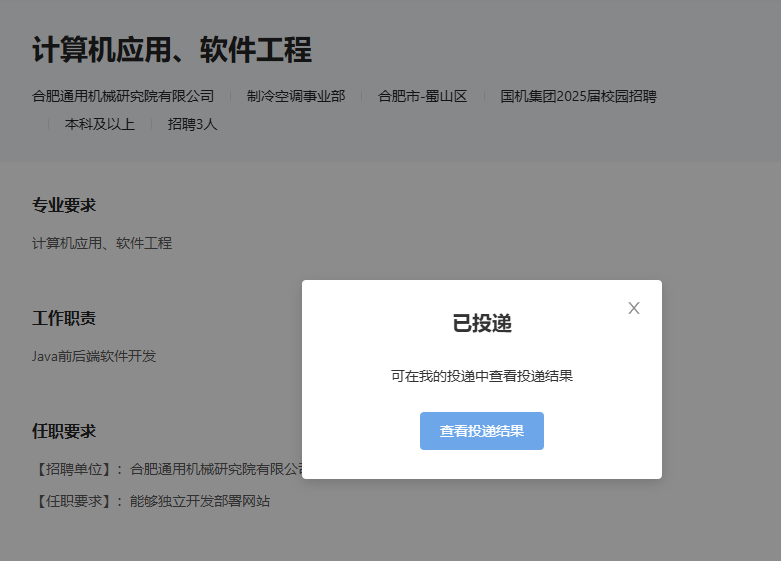 计算机应用、软件工程
合肥通用机械研究院有限公司 制冷空调事业部 合肥市-蜀山区 国机集团2025届校园招聘
本科及以上 招聘3人
专业要求
计算机应用、软件工程
工作职责
Java前后端软件开发
任职要求
【招聘单位】：合肥通用机械研究院有限公
【任职要求】：能够独立开发部署网站
已投递
可在我的投递中查看投递结果
查看投递结果